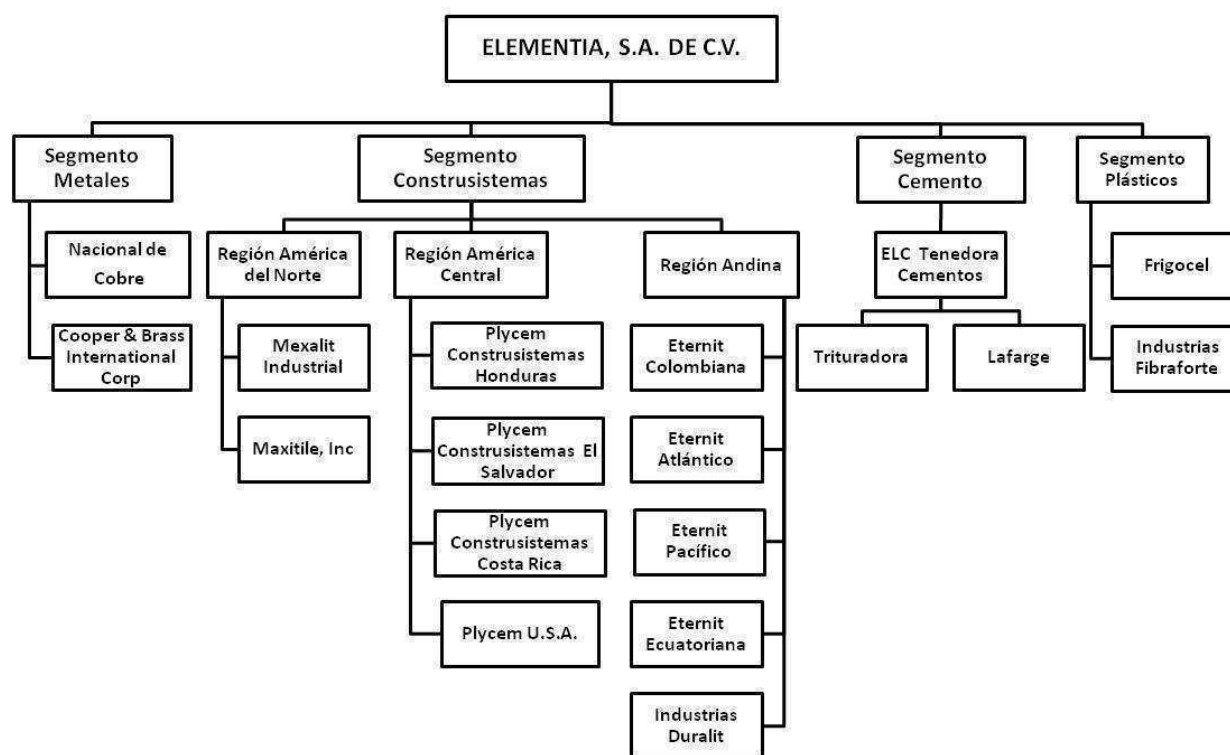 ELEMENTIA, S.A. DE C.V.
Segmento
Metales
Segmento
Construsistemas
Segmento
Cemento
Segmento
Plásticos
Nacional de
Cobre
Cooper & Brass
International
Corp
Región América
del Norte
Mexalit
Industrial
Maxitile, Inc
Región América
Central
Plycem
Construsistemas
Honduras
Plycem
Construsistemas El
Salvador
Plycem
Construsistemas
Costa Rica
Plycem U.S.A.
Región Andina
Eternit
Colombiana
Eternit
Atlántico
Eternit
Pacífico
Eternit
Ecuatoriana
Industrias
Duralit
ELC Tenedora
Cementos
Trituradora
Lafarge
Frigocel
Industrias
Fibraforte